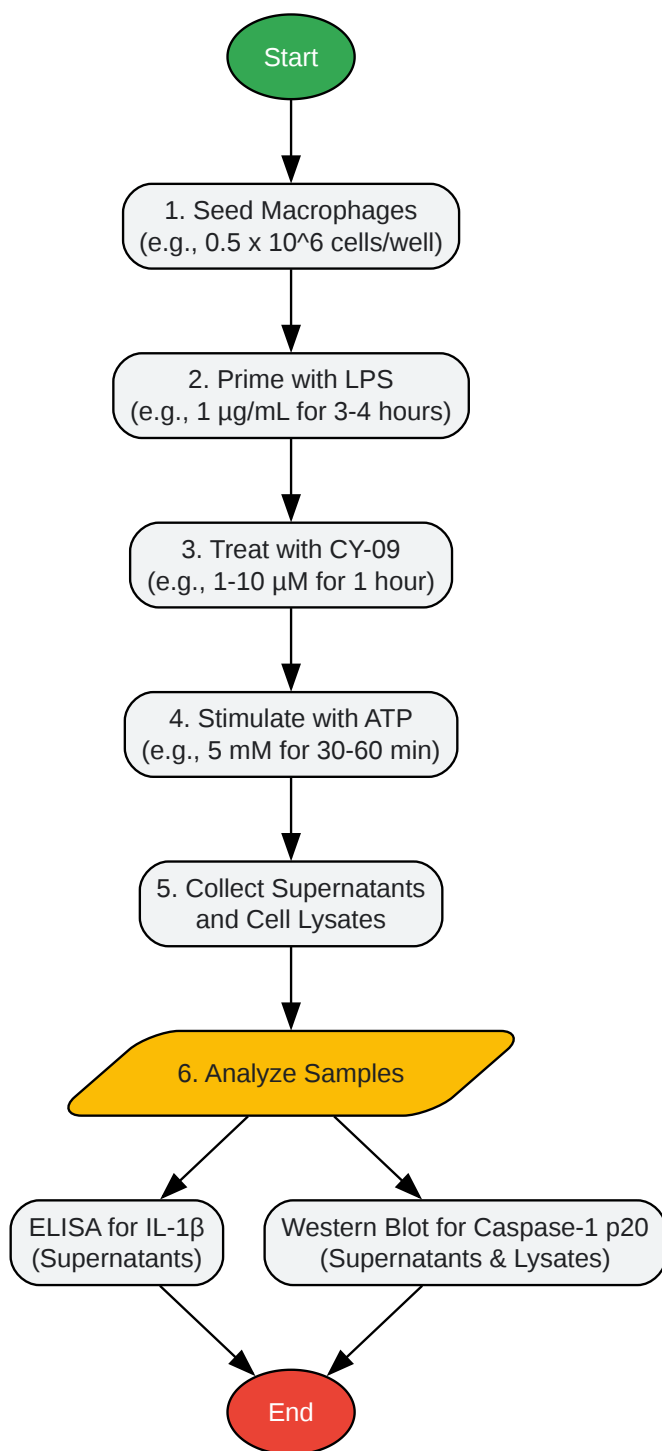 Start
1. Seed Macrophages
(e.g., 0.5 x 10^6 cells/well)
2. Prime with LPS
(e.g., 1 µg/mL for 3-4 hours)
3. Treat with CY-09
(e.g., 1-10 µM for 1 hour)
4. Stimulate with ATP
(e.g., 5 mM for 30-60 min)
5. Collect Supernatants
and Cell Lysates
6. Analyze Samples
ELISA for IL-1β
(Supernatants)
Western Blot for Caspase-1 p20
(Supernatants & Lysates)
End